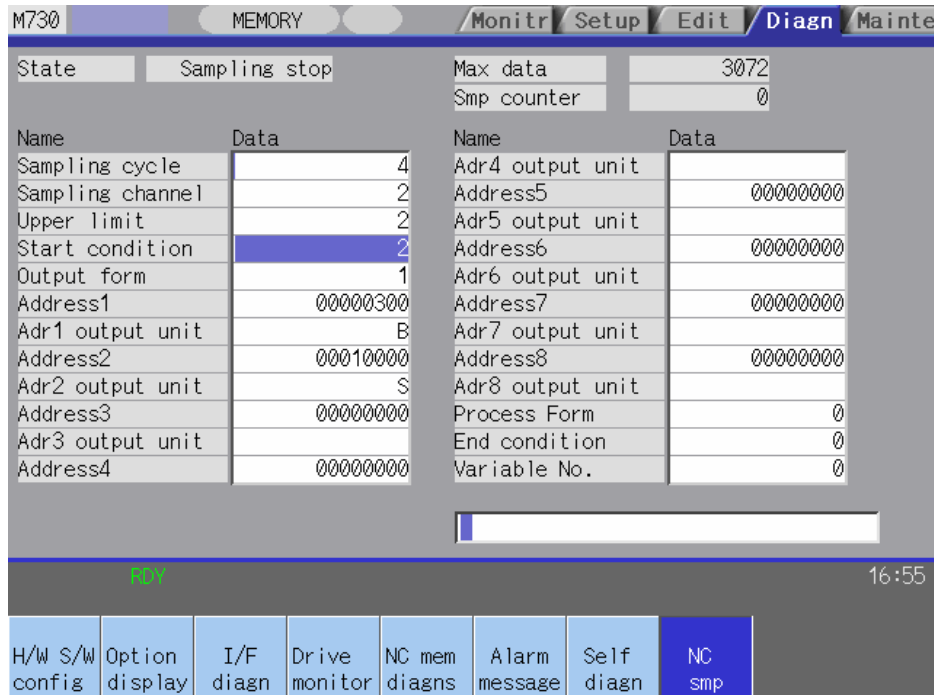 M730 MEMORY Monitr Setup Edit Diagn Mainte
State Sampling stop
Max data 3072
Smp counter 0
Name Data
Sampling cycle 4
Sampling channel 2
Upper limit 2
Start condition 2
Output form 1
Address1 00000300
Adr1 output unit B
Address2 00010000
Adr2 output unit S
Address3 00000000
Adr3 output unit
Address4 00000000
Name Data
Adr4 output unit
Address5 00000000
Adr5 output unit
Address6 00000000
Adr6 output unit
Address7 00000000
Adr7 output unit
Address8 00000000
Adr8 output unit
Process Form 0
End condition 0
Variable No. 0
RDY 16:55
H/W S/W config
Option display
I/F diagn
Drive monitor
NC mem diagns
Alarm message
Self diagn
NC smp